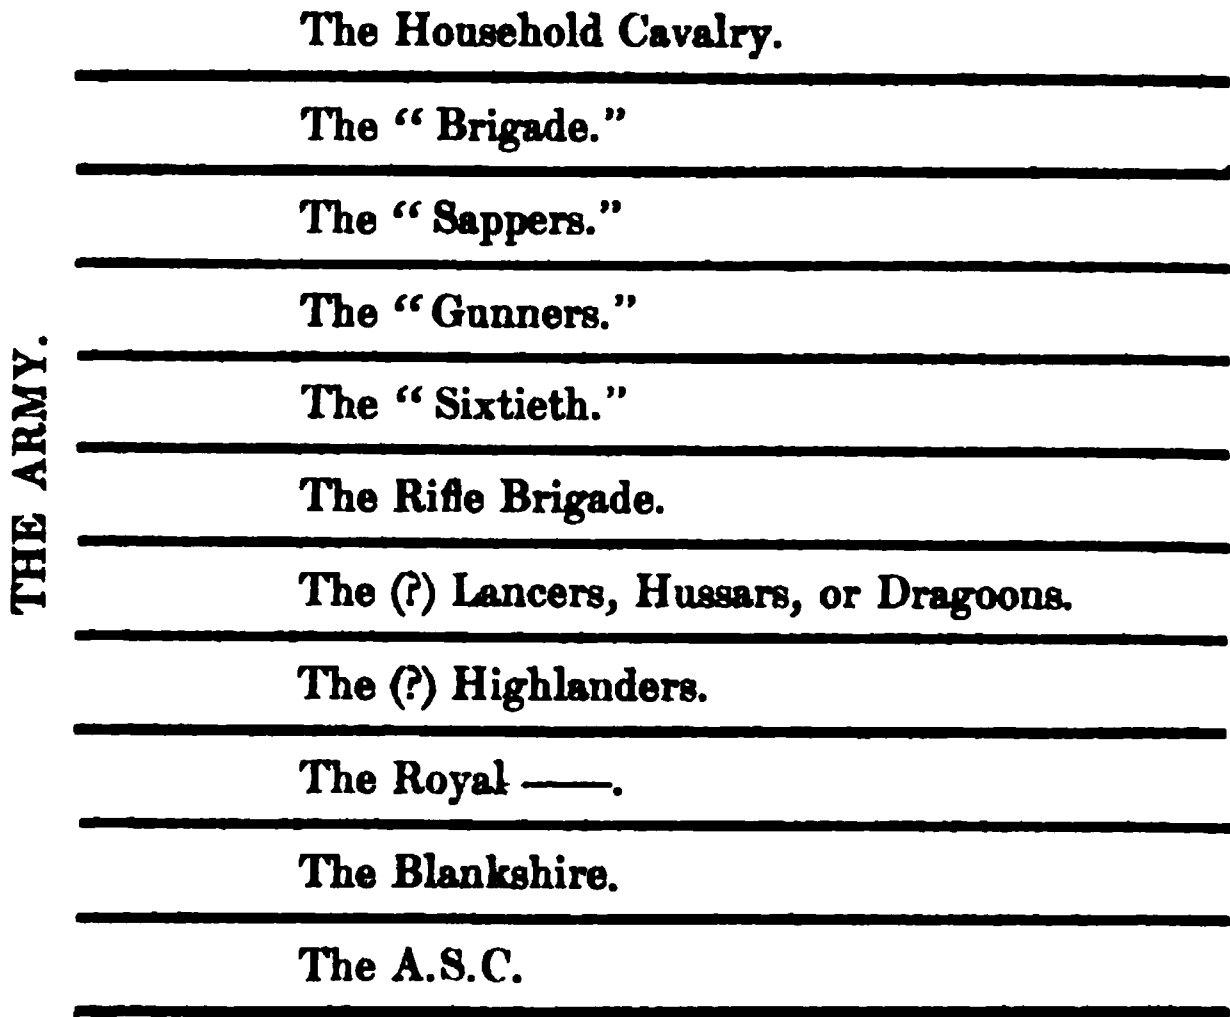 THE ARMY.
The Household Cavalry.
The “Brigade.”
The “Sappers.”
The “Gunners.”
The “Sixtieth.”
The Rifle Brigade.
The (?) Lancers, Hussars, or Dragoons.
The (?) Highlanders.
The Royal ——.
The Blankshire.
The A.S.C.